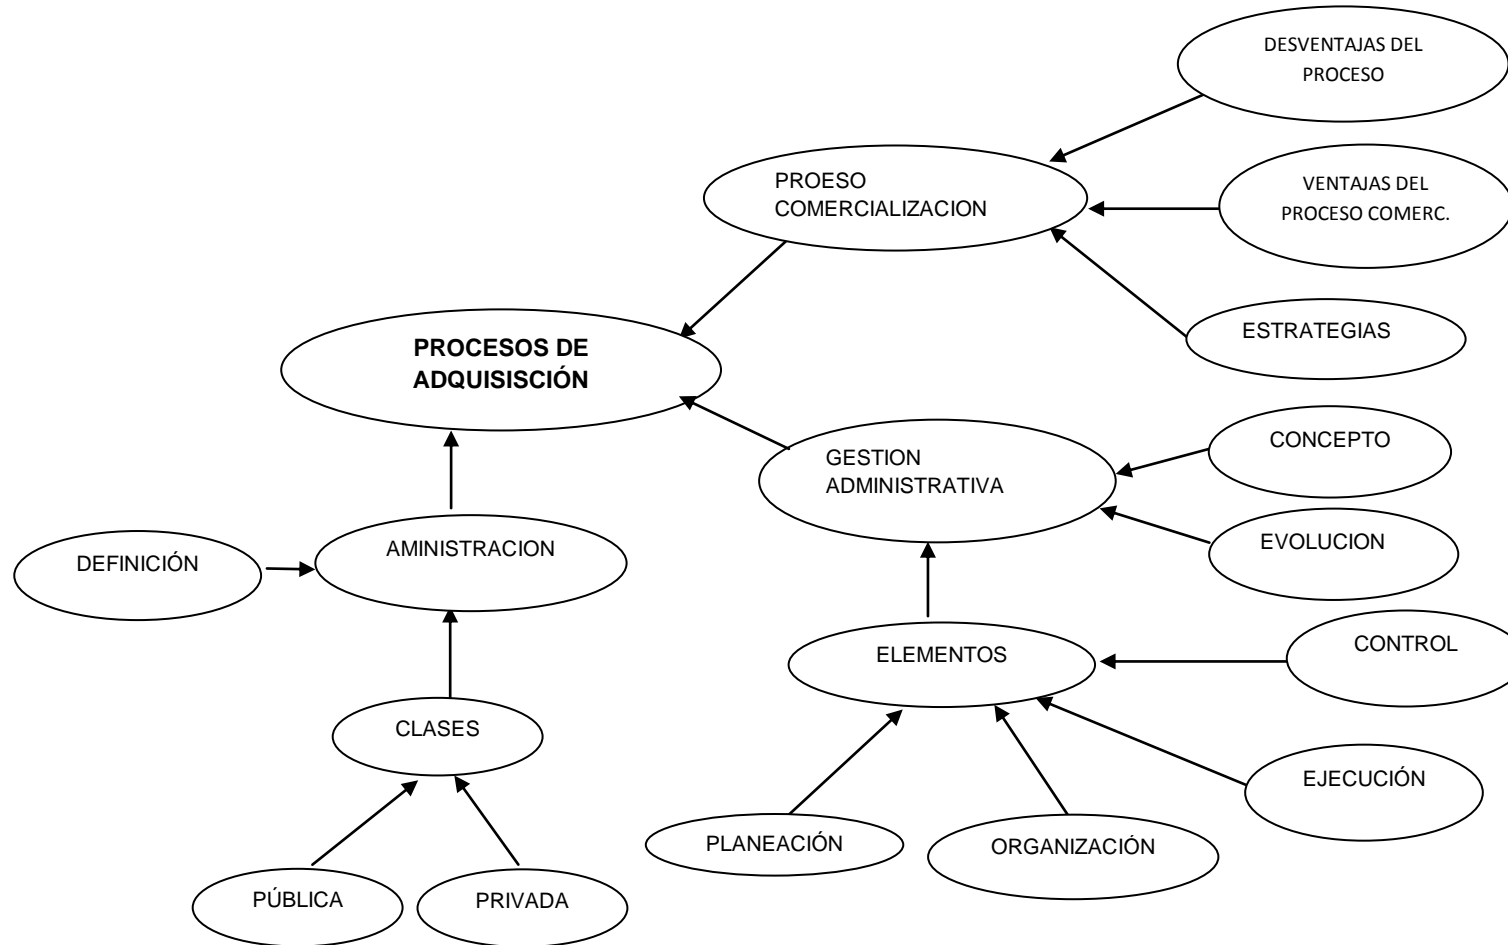 DESVENTAJAS DEL
PROCESO
PROESO
COMERCIALIZACION
VENTAJAS DEL
PROCESO COMERC.
ESTRATEGIAS
PROCESOS DE
ADQUISISCIÓN
GESTION
ADMINISTRATIVA
CONCEPTO
EVOLUCION
DEFINICIÓN
AMINISTRACION
ELEMENTOS
CONTROL
CLASES
EJECUCIÓN
PLANEACIÓN
ORGANIZACIÓN
PÚBLICA
PRIVADA